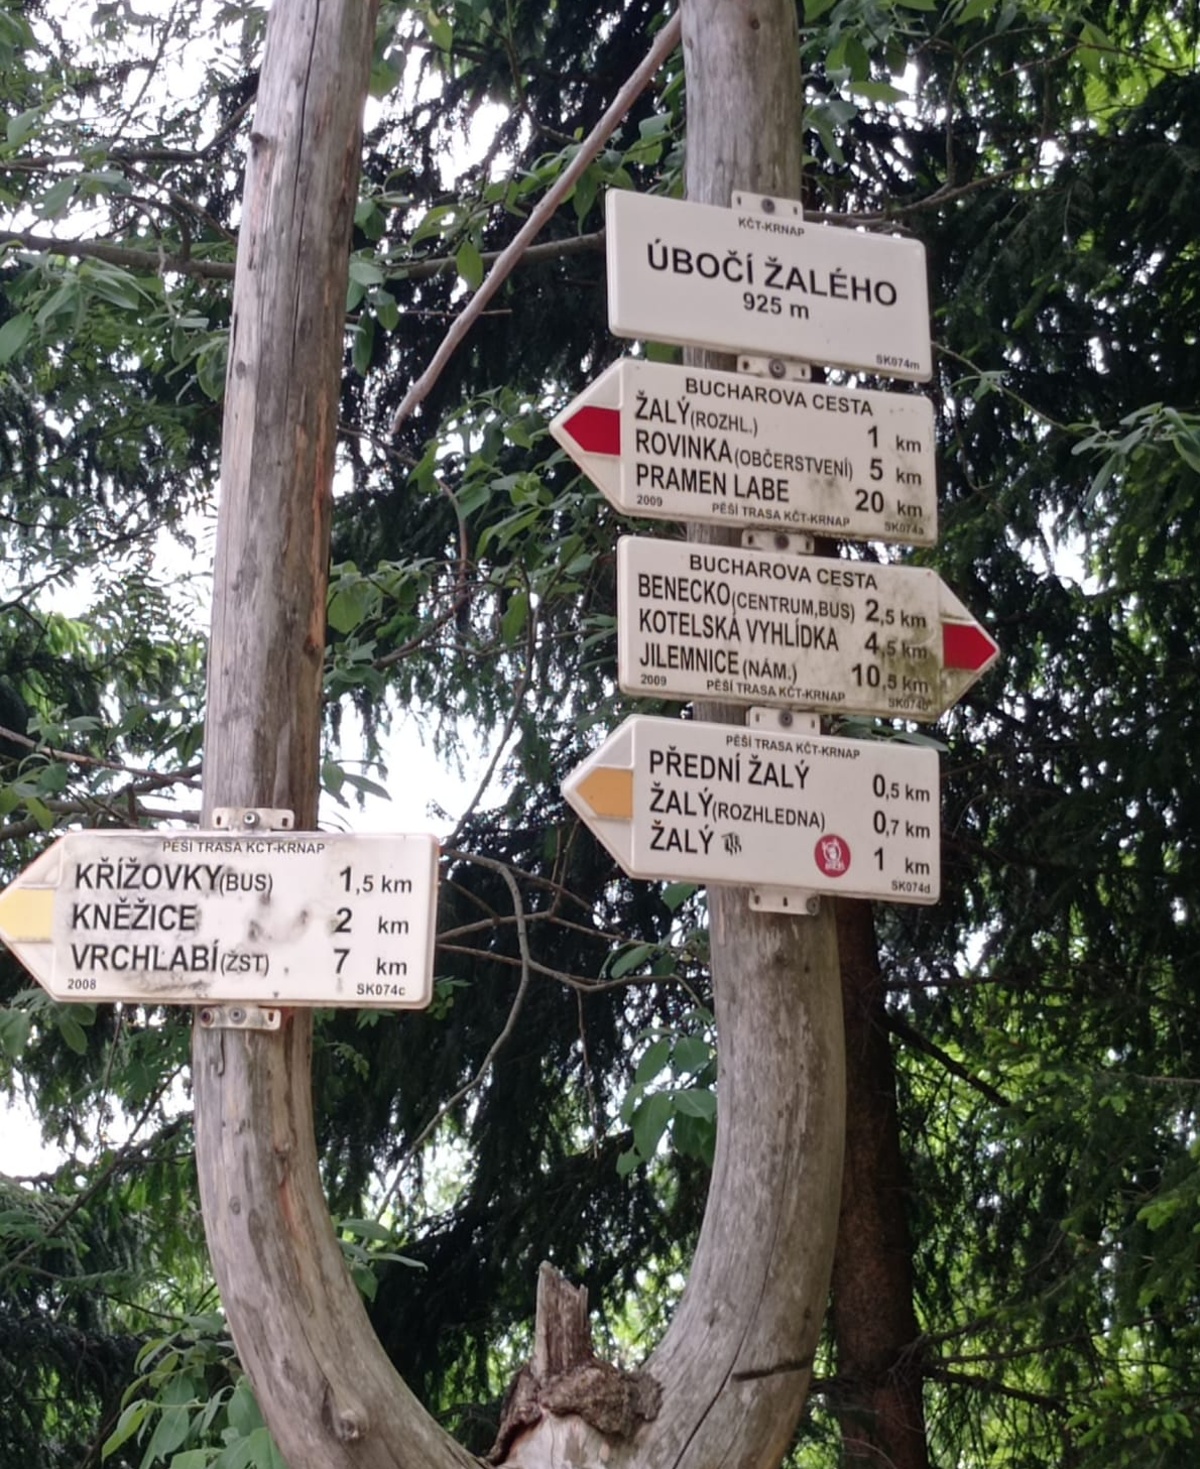 KČT-KRNAP
ÚBOČÍ ŽALÉHO
925 m
SK074m
BUCHAROVA CESTA
ŽALÝ (ROZHL.) 1 km
ROVINKA (OBČERSTVENÍ) 5 km
PRAMEN LABE 20 km
2009 PĚŠÍ TRASA KČT-KRNAP SK074a
BUCHAROVA CESTA
BENECKO (CENTRUM,BUS) 2,5 km
KOTELSKÁ VYHLÍDKA 4,5 km
JILEMNICE (NÁM.) 10,5 km
2009 PĚŠÍ TRASA KČT-KRNAP SK074b
PĚŠÍ TRASA KČT-KRNAP
PŘEDNÍ ŽALÝ 0,5 km
ŽALÝ (ROZHLEDNA) 0,7 km
ŽALÝ 1 km
SK074d
PĚŠÍ TRASA KČT-KRNAP
KŘÍŽOVKY (BUS) 1,5 km
KNĚŽICE 2 km
VRCHLABÍ (ŽST) 7 km
2008 SK074c